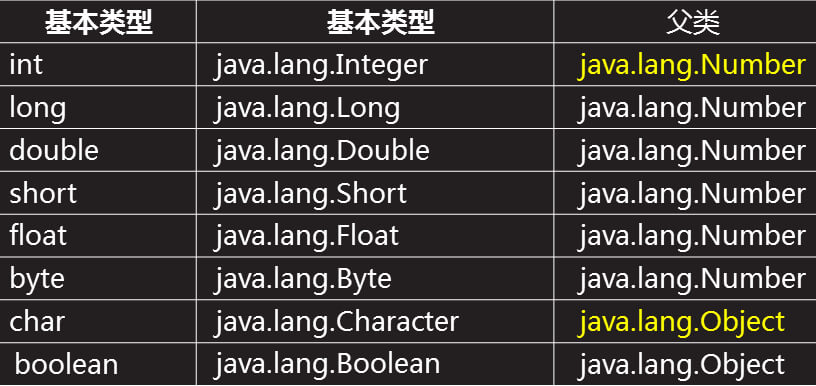 基本类型 基本类型 父类
int java.lang.Integer java.lang.Number
long java.lang.Long java.lang.Number
double java.lang.Double java.lang.Number
short java.lang.Short java.lang.Number
float java.lang.Float java.lang.Number
byte java.lang.Byte java.lang.Number
char java.lang.Character java.lang.Object
boolean java.lang.Boolean java.lang.Object